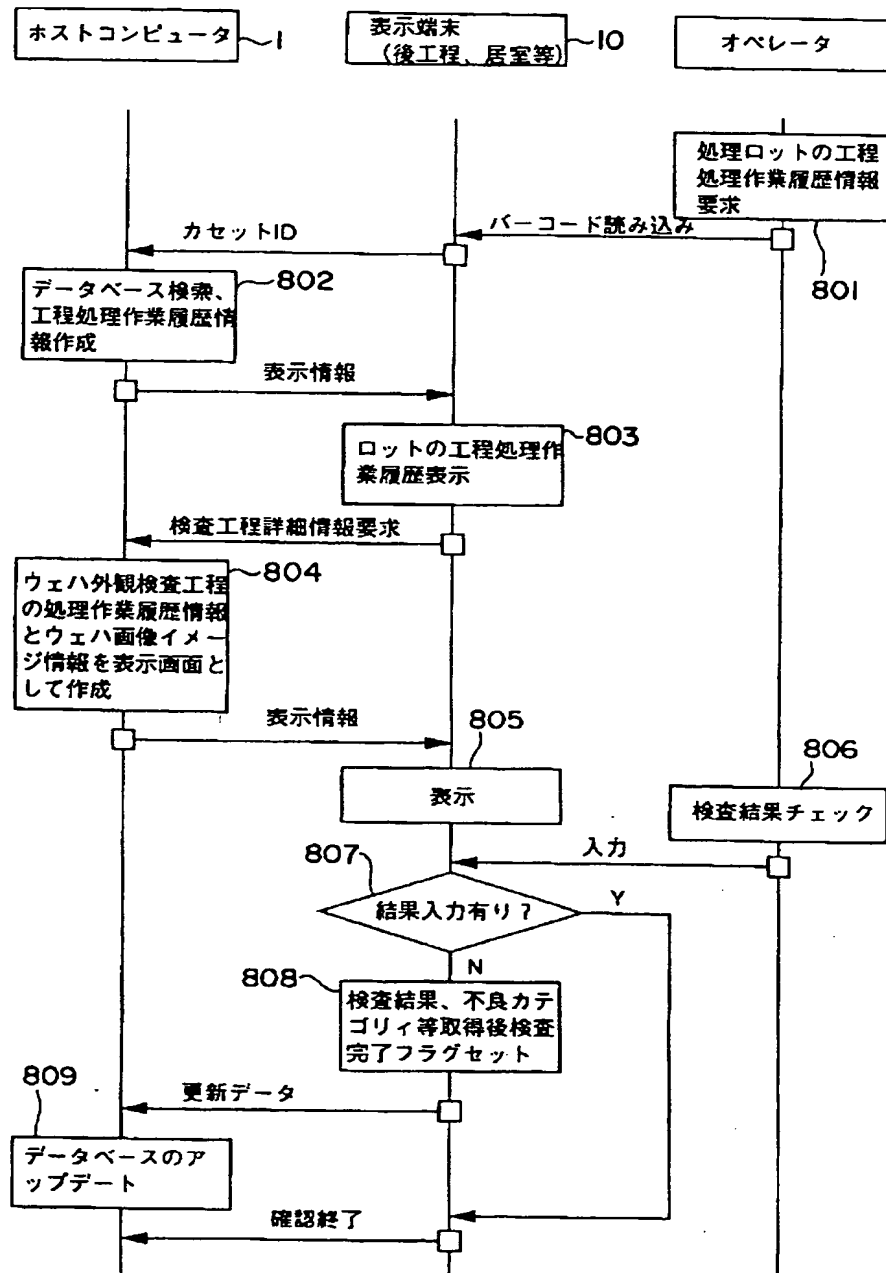 ホストコンピュータ
1
表示端末
(後工程、居室等)
10
オペレータ
処理ロットの工程
処理作業履歴情報
要求
801
バーコード読み込み
カセットID
802
データベース検索、
工程処理作業履歴情
報作成
表示情報
803
ロットの工程処理作
業履歴表示
検査工程詳細情報要求
804
ウェハ外観検査工程
の処理作業履歴情報
とウェハ画像イメー
ジ情報を表示画面と
して作成
表示情報
805
表示
806
検査結果チェック
入力
807
結果入力有り?
Y
N
808
検査結果、不良カテ
ゴリィ等取得後検査
完了フラグセット
更新データ
809
データベースのア
ップデート
確認終了